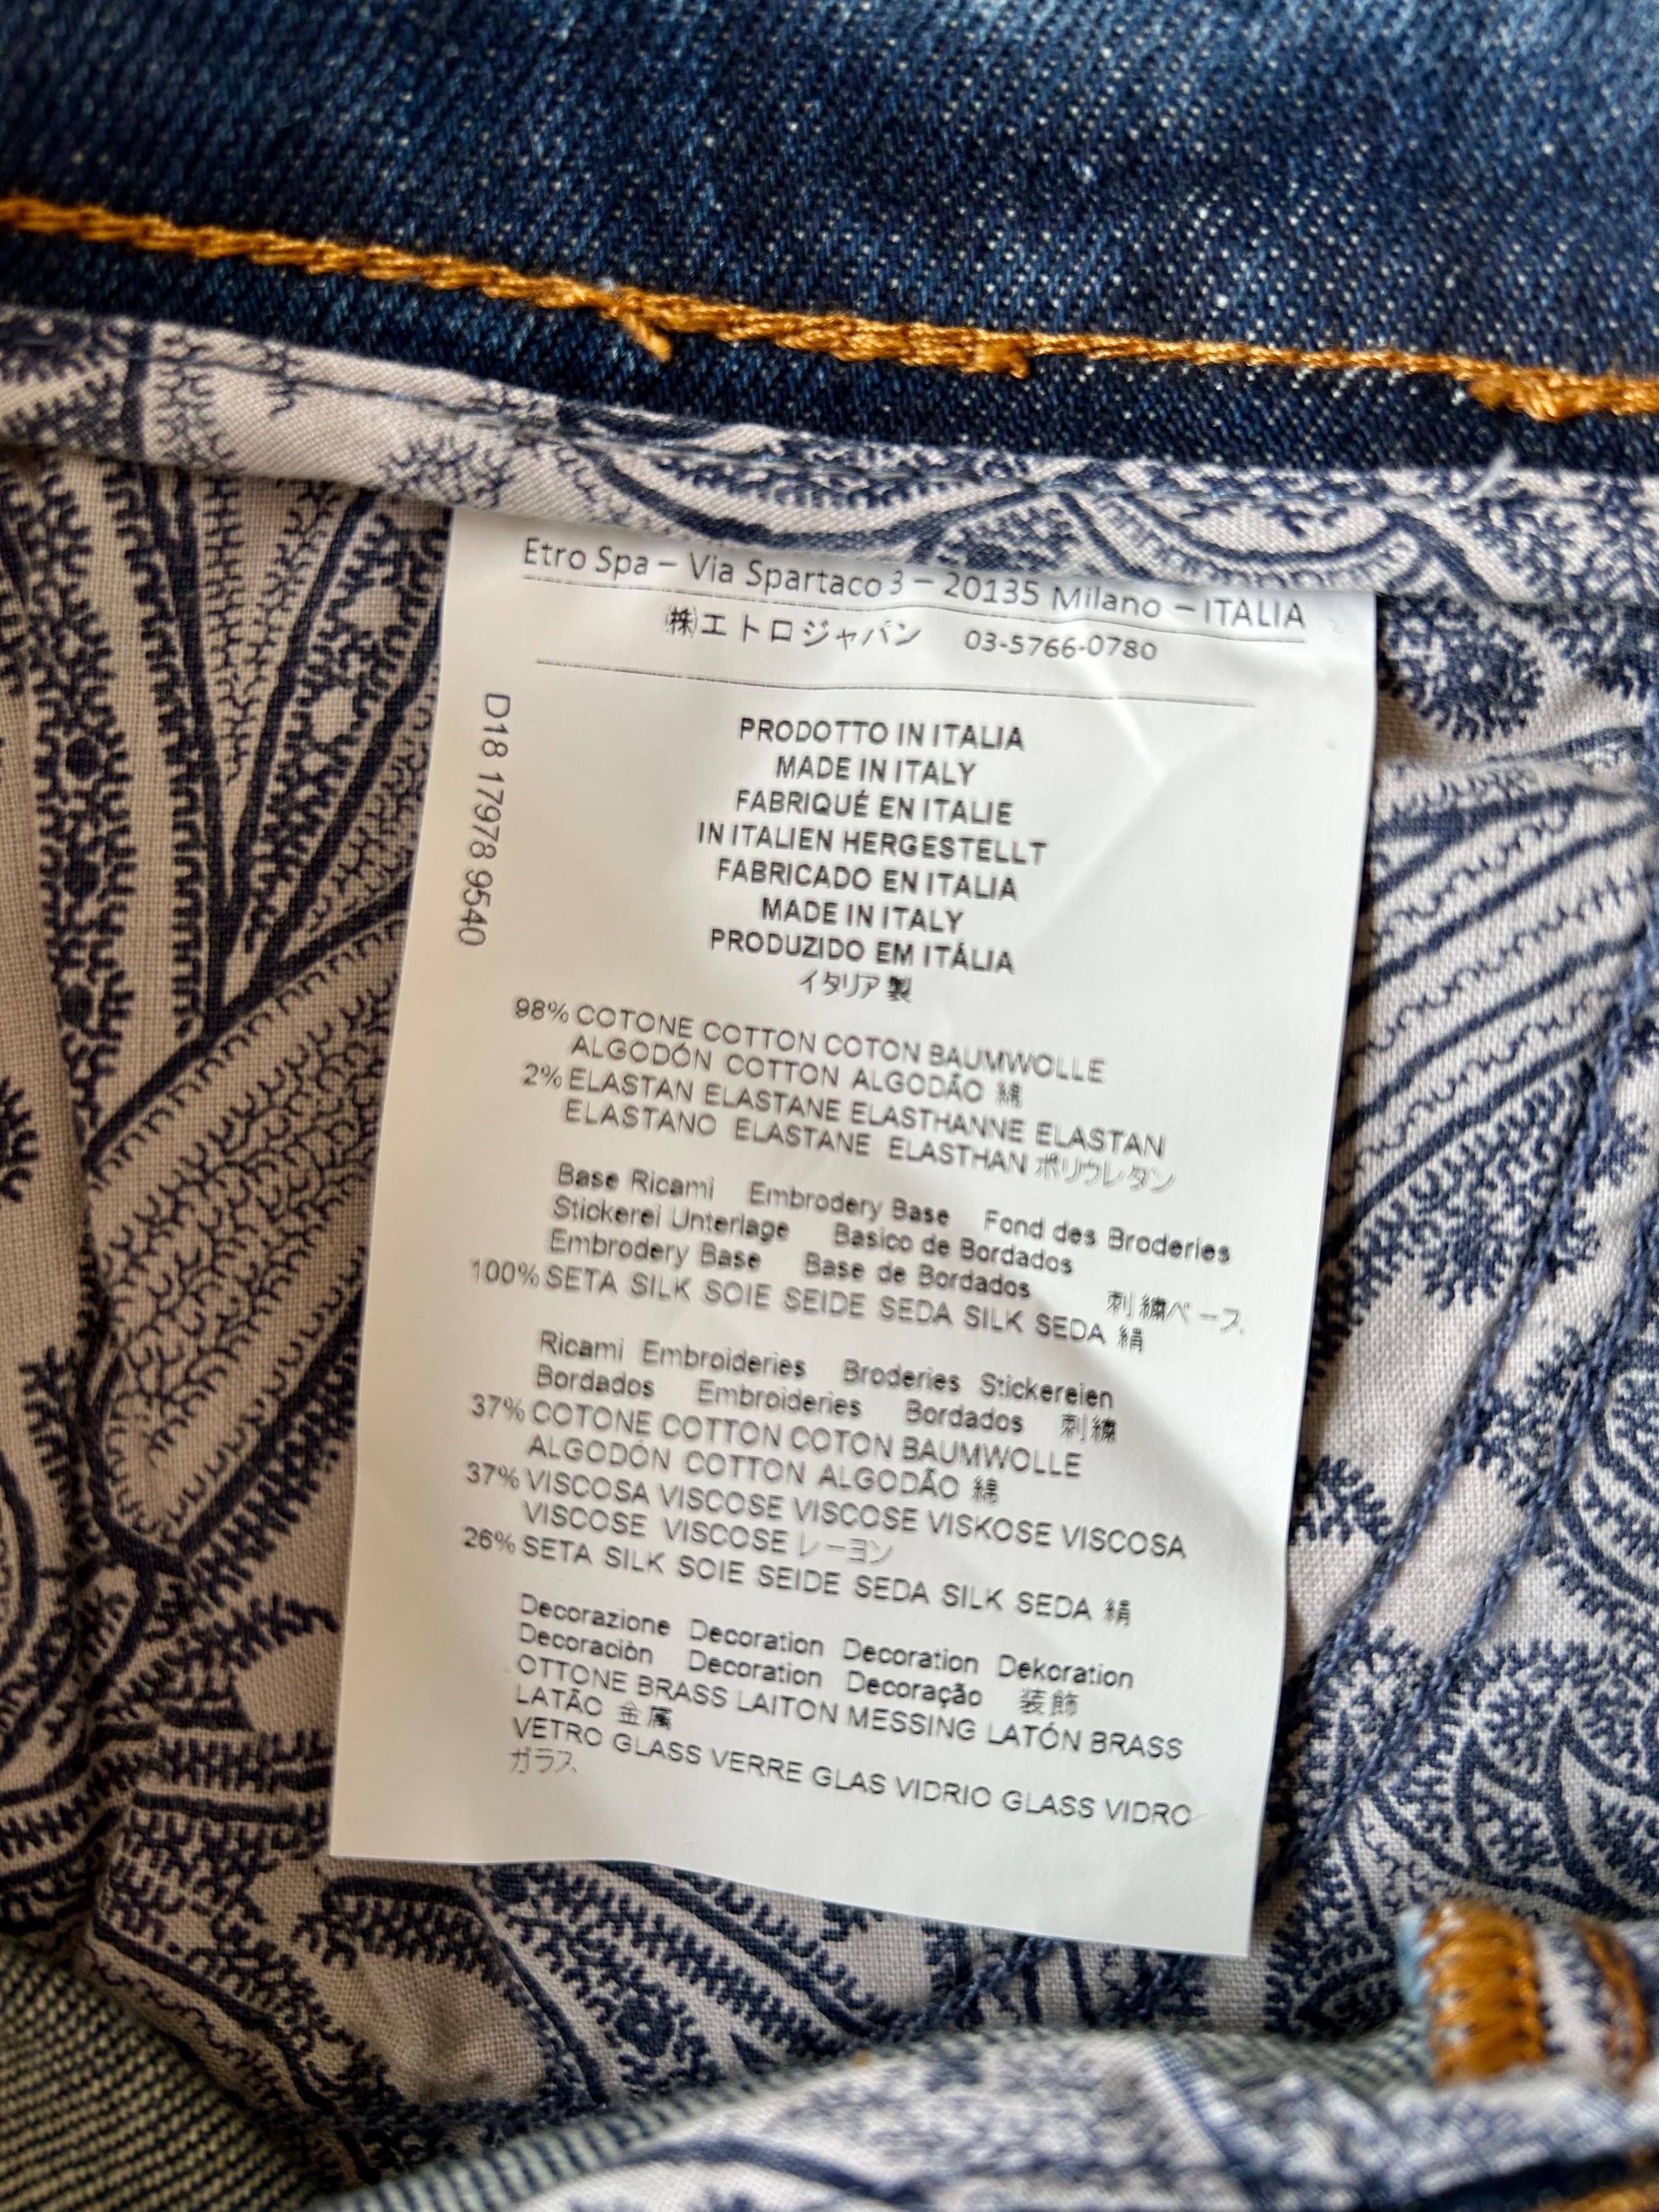 Etro Spa – Via Spartaco 3 – 20135 Milano – ITALIA
㈱エトロジャパン 03-5766-0780
D18 17978 9540
PRODOTTO IN ITALIA
MADE IN ITALY
FABRIQUÉ EN ITALIE
IN ITALIEN HERGESTELLT
FABRICADO EN ITALIA
MADE IN ITALY
PRODUZIDO EM ITÁLIA
イタリア製
98% COTONE COTTON COTON BAUMWOLLE
ALGODÓN COTTON ALGODÃO 綿
2% ELASTAN ELASTANE ELASTHANNE ELASTAN
ELASTANO ELASTANE ELASTHAN ポリウレタン
Base Ricami Embrodery Base Fond des Broderies
Stickerei Unterlage Basico de Bordados
Embrodery Base Base de Bordados 刺繍ベース
100% SETA SILK SOIE SEIDE SEDA SILK SEDA 絹
Ricami Embroideries Broderies Stickereien
Bordados Embroideries Bordados 刺繍
37% COTONE COTTON COTON BAUMWOLLE
ALGODÓN COTTON ALGODÃO 綿
37% VISCOSA VISCOSE VISCOSE VISKOSE VISCOSA
VISCOSE VISCOSE レーヨン
26% SETA SILK SOIE SEIDE SEDA SILK SEDA 絹
Decorazione Decoration Decoration Dekoration
Decoraciòn Decoration Decoração 装飾
OTTONE BRASS LAITON MESSING LATÓN BRASS
LATÃO 金属
VETRO GLASS VERRE GLAS VIDRIO GLASS VIDRO
ガラス